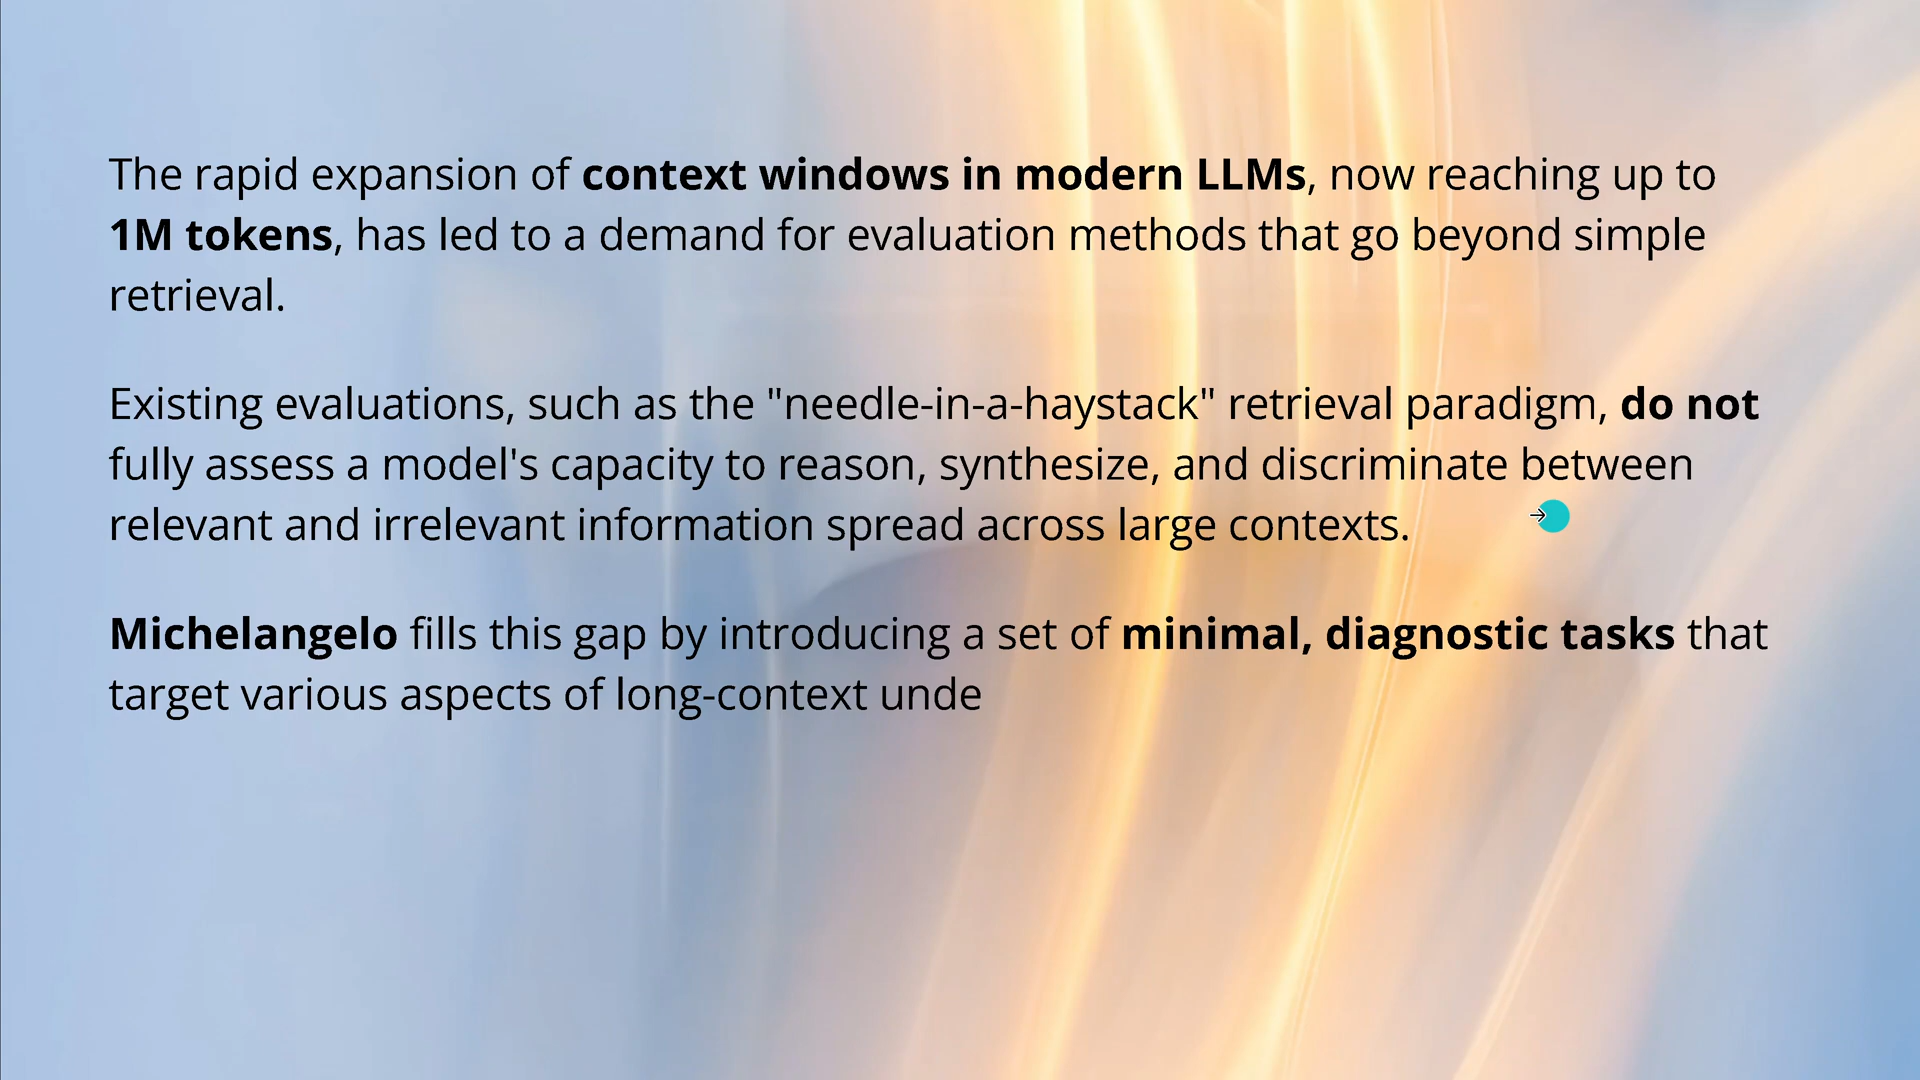 The rapid expansion of context windows in modern LLMs, now reaching up to
1M tokens, has led to a demand for evaluation methods that go beyond simple
retrieval.
Existing evaluations, such as the "needle-in-a-haystack" retrieval paradigm, do not
fully assess a model's capacity to reason, synthesize, and discriminate between
relevant and irrelevant information spread across large contexts.
Michelangelo fills this gap by introducing a set of minimal, diagnostic tasks that
target various aspects of long-context unde